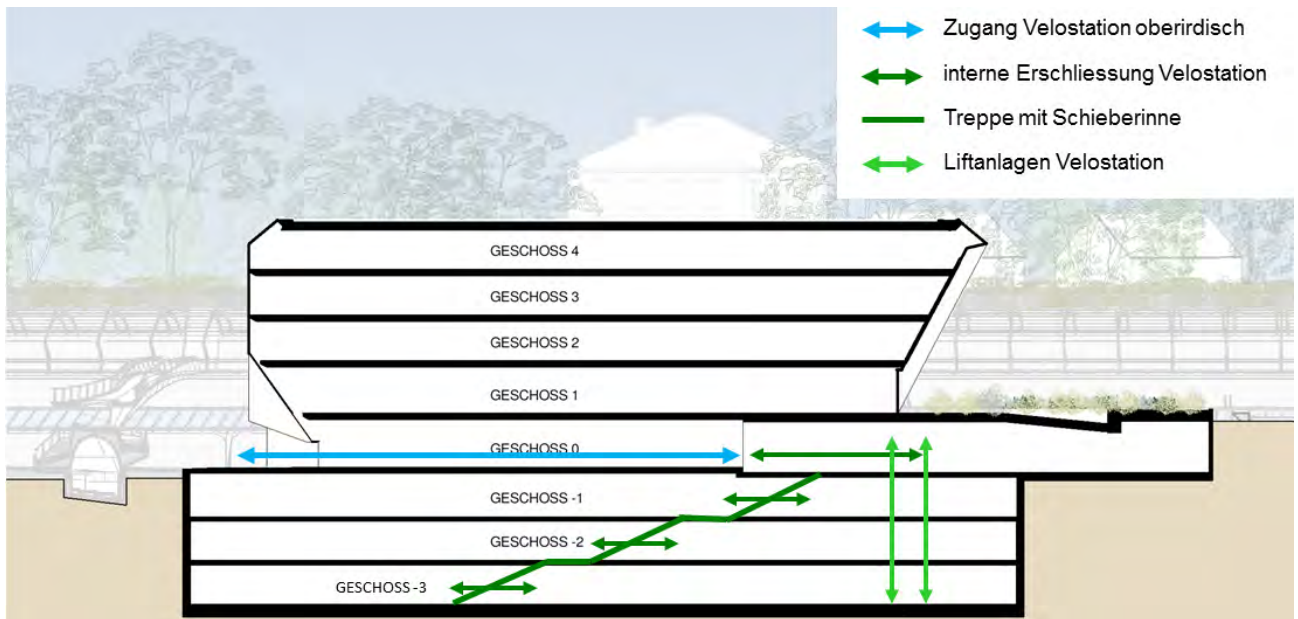 Zugang Velostation oberirdisch
interne Erschliessung Velostation
Treppe mit Schieberinne
Liftanlagen Velostation
GESCHOSS 4
GESCHOSS 3
GESCHOSS 2
GESCHOSS 1
GESCHOSS 0
GESCHOSS -1
GESCHOSS -2
GESCHOSS -3